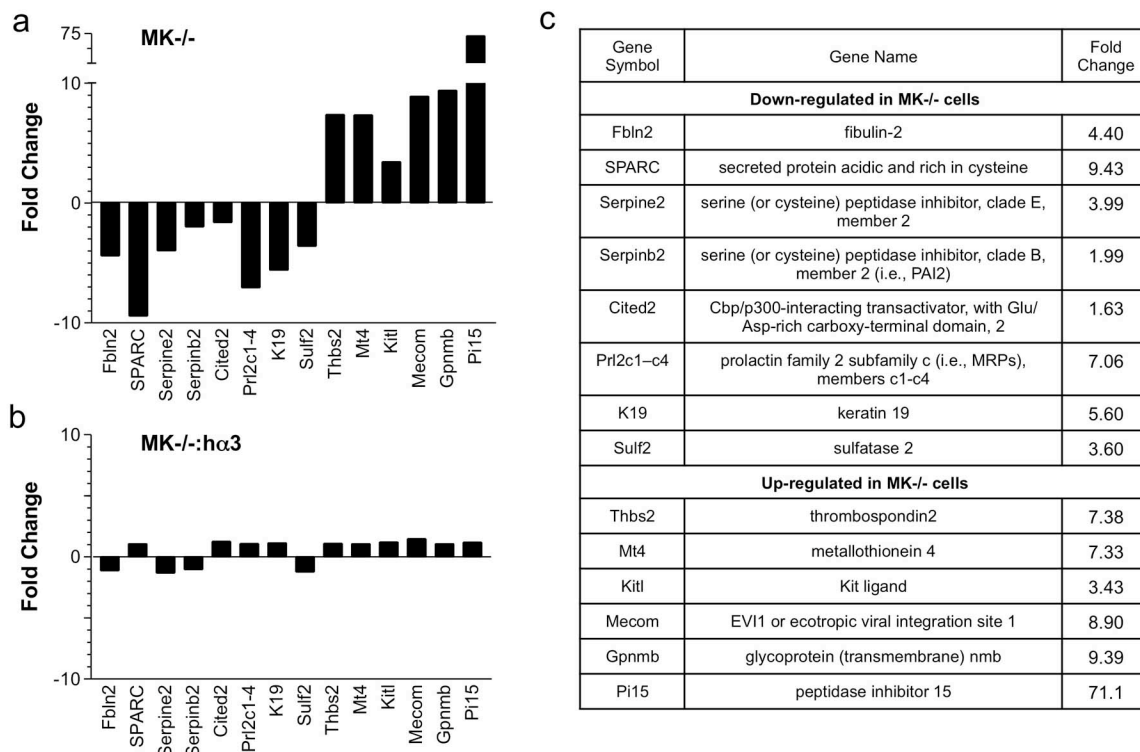 a
MK-/-
75
10
0
-10
Fold Change
Fbln2
SPARC
Serpine2
Serpinb2
Cited2
Prl2c1-4
K19
Sulf2
Thbs2
Mt4
Kitl
Mecom
Gpnmb
Pi15
b
MK-/-:hα3
10
0
-10
Fold Change
Fbln2
SPARC
Serpine2
Serpinb2
Cited2
Prl2c1-4
K19
Sulf2
Thbs2
Mt4
Kitl
Mecom
Gpnmb
Pi15
c
Gene Symbol Gene Name Fold Change
Down-regulated in MK-/- cells
Fbln2 fibulin-2 4.40
SPARC secreted protein acidic and rich in cysteine 9.43
Serpine2 serine (or cysteine) peptidase inhibitor, clade E, 3.99
member 2
Serpinb2 serine (or cysteine) peptidase inhibitor, clade B, 1.99
member 2 (i.e., PAI2)
Cited2 Cbp/p300-interacting transactivator, with Glu/ 1.63
Asp-rich carboxy-terminal domain, 2
Prl2c1–c4 prolactin family 2 subfamily c (i.e., MRPs), 7.06
members c1-c4
K19 keratin 19 5.60
Sulf2 sulfatase 2 3.60
Up-regulated in MK-/- cells
Thbs2 thrombospondin2 7.38
Mt4 metallothionein 4 7.33
Kitl Kit ligand 3.43
Mecom EVI1 or ecotropic viral integration site 1 8.90
Gpnmb glycoprotein (transmembrane) nmb 9.39
Pi15 peptidase inhibitor 15 71.1